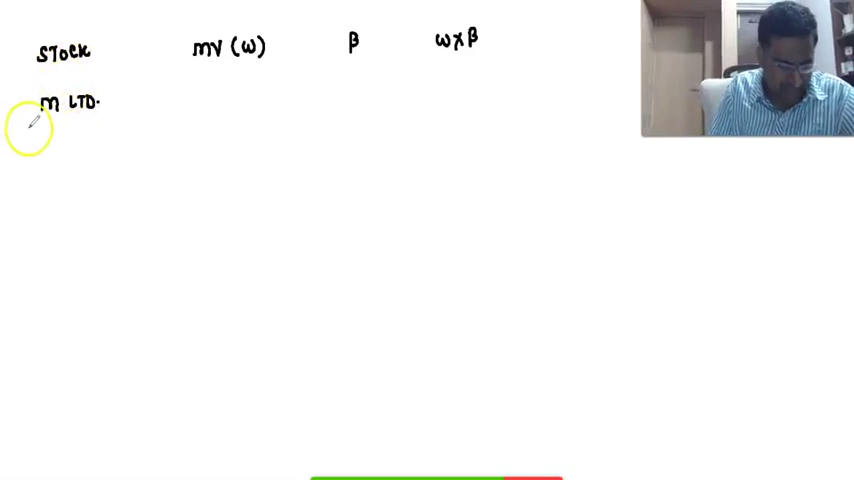 STOCK MV (W) β W X β
M LTD.